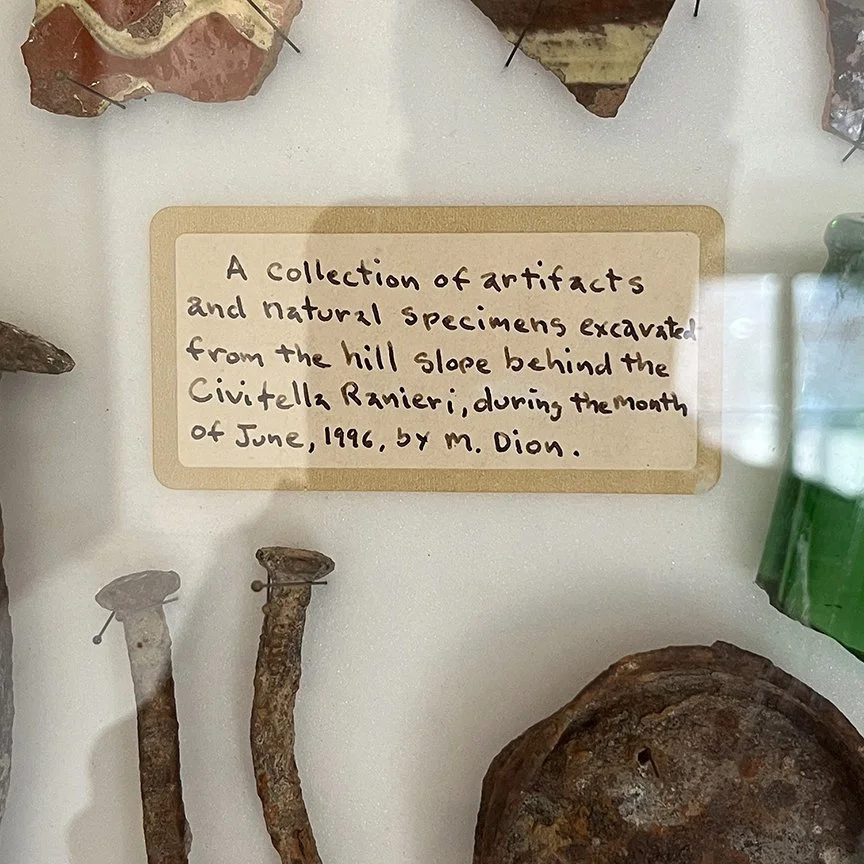 A collection of artifacts
and natural specimens excavated
from the hill slope behind the
Civitella Ranieri, during the month
of June, 1996, by M. Dion.